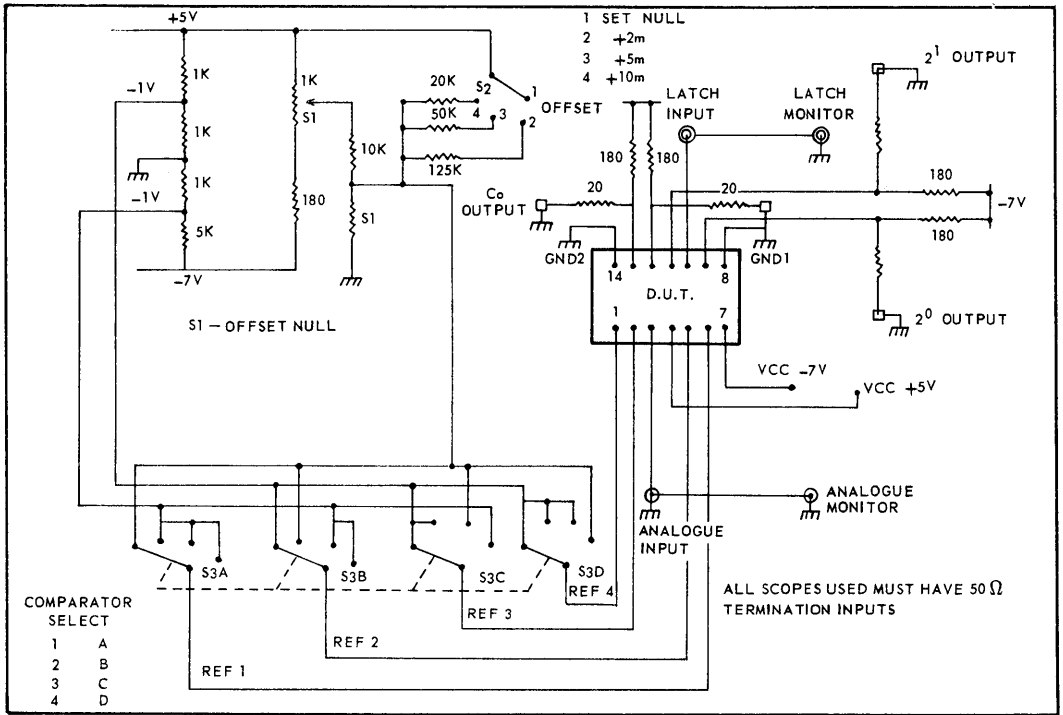 +5V
1K
-1V
1K
1K
-1V
5K
-7V
1K
S1
180
10K
S1
20K
50K
125K
S2
4
3
1
2
OFFSET
S1 – OFFSET NULL
1 SET NULL
2 +2m
3 +5m
4 +10m
180
180
LATCH
INPUT
LATCH
MONITOR
2¹ OUTPUT
C₀
OUTPUT
20
20
180
-7V
180
GND2
GND1
14
8
D.U.T.
1
7
2⁰ OUTPUT
VCC -7V
VCC +5V
ANALOGUE
INPUT
ANALOGUE
MONITOR
S3A
S3B
S3C
S3D
REF 4
REF 3
REF 2
REF 1
ALL SCOPES USED MUST HAVE 50Ω
TERMINATION INPUTS
COMPARATOR
SELECT
1 A
2 B
3 C
4 D